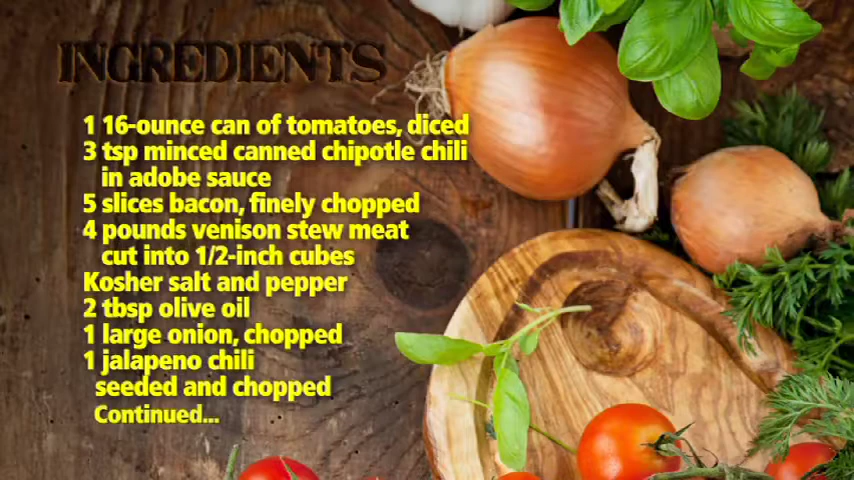 INGREDIENTS
1 16-ounce can of tomatoes, diced
3 tsp minced canned chipotle chili
in adobe sauce
5 slices bacon, finely chopped
4 pounds venison stew meat
cut into 1/2-inch cubes
Kosher salt and pepper
2 tbsp olive oil
1 large onion, chopped
1 jalapeno chili
seeded and chopped
Continued...